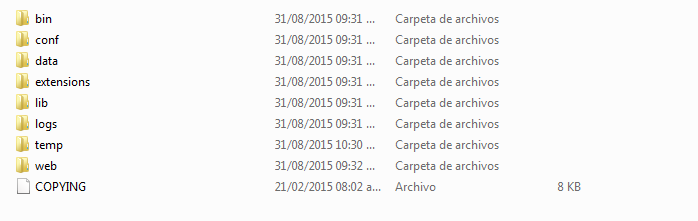 bin 31/08/2015 09:31 ... Carpeta de archivos
conf 31/08/2015 09:31 ... Carpeta de archivos
data 31/08/2015 09:31 ... Carpeta de archivos
extensions 31/08/2015 09:31 ... Carpeta de archivos
lib 31/08/2015 09:31 ... Carpeta de archivos
logs 31/08/2015 09:31 ... Carpeta de archivos
temp 31/08/2015 10:30 ... Carpeta de archivos
web 31/08/2015 09:32 ... Carpeta de archivos
COPYING 21/02/2015 08:02 a... Archivo 8 KB